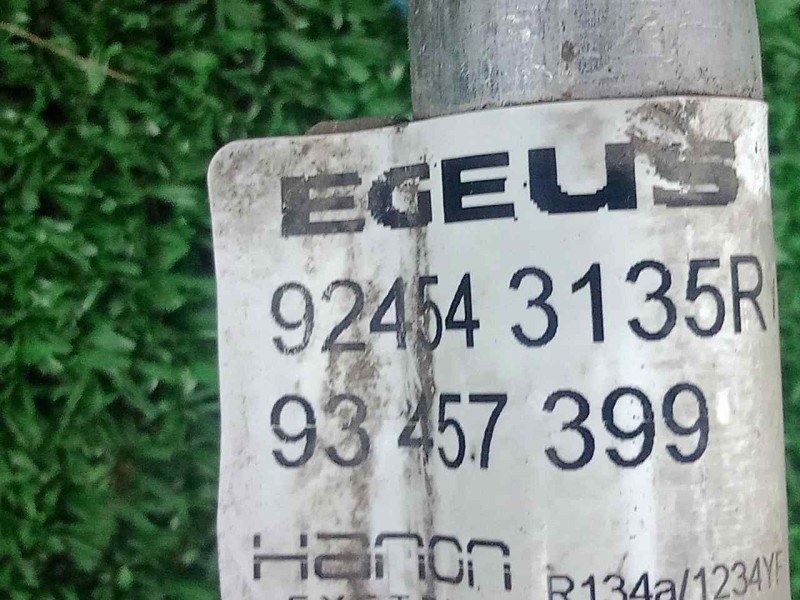 EGEUS
92454 3135R
93 457 399
Hanon
R134a/1234YF